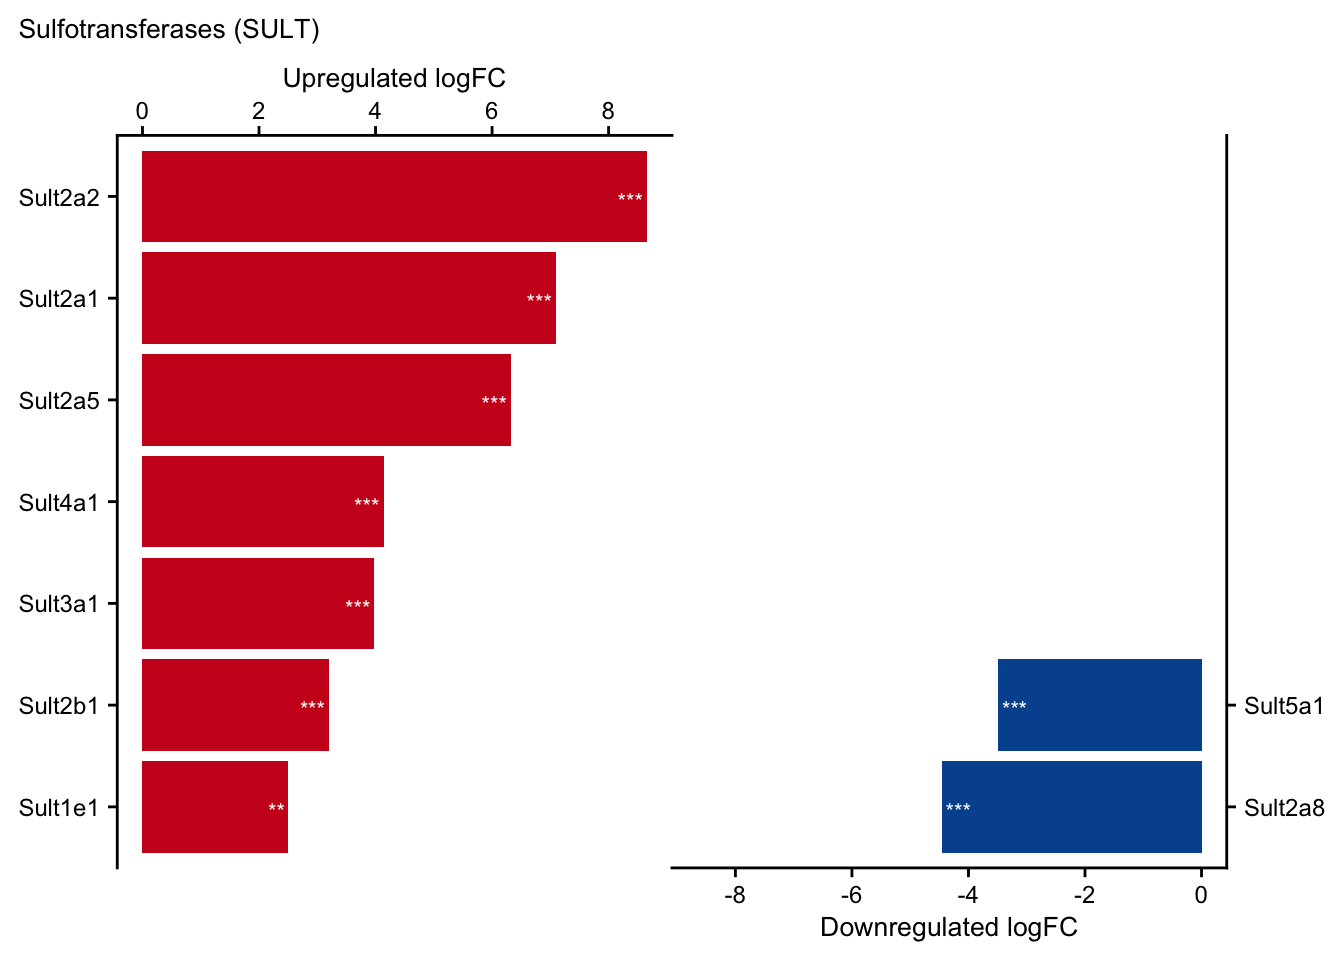 Sulfotransferases (SULT)
Upregulated logFC
0 2 4 6 8
Sult2a2 ***
Sult2a1 ***
Sult2a5 ***
Sult4a1 ***
Sult3a1 ***
Sult2b1 *** *** Sult5a1
Sult1e1 ** *** Sult2a8
-8 -6 -4 -2 0
Downregulated logFC